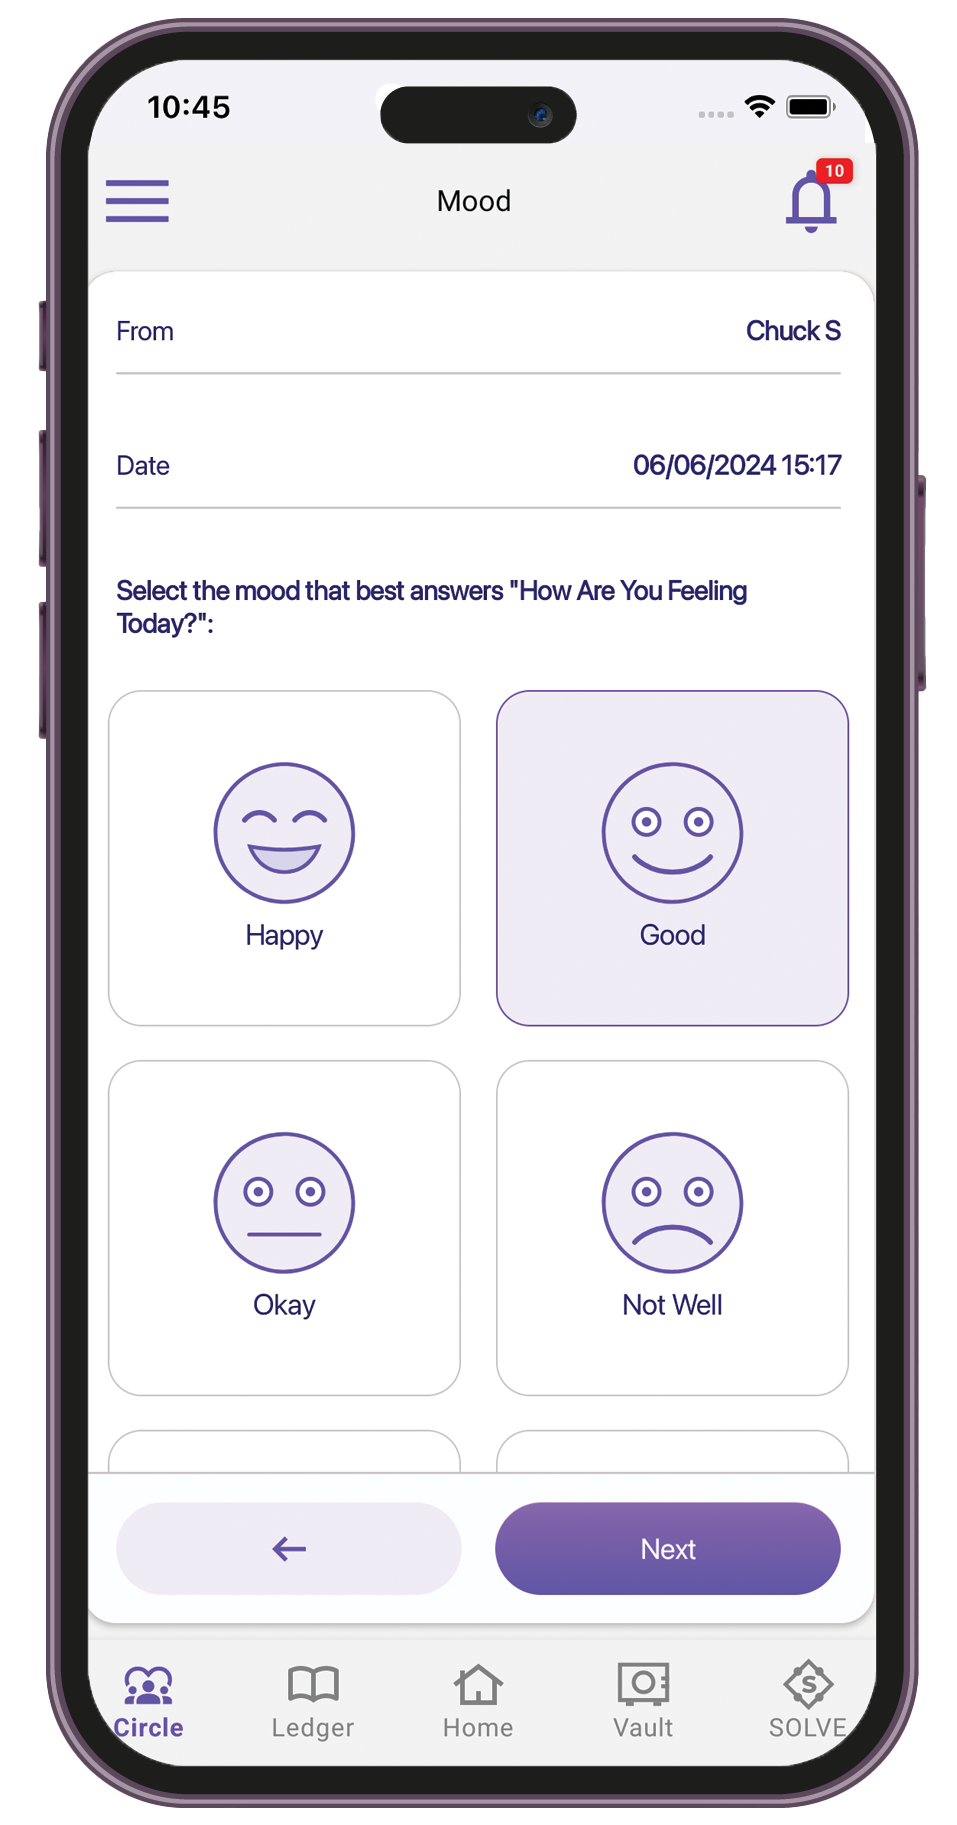 10:45
10
Mood
From Chuck S
Date 06/06/2024 15:17
Select the mood that best answers "How Are You Feeling
Today?":
Happy Good
Okay Not Well
Next
Circle Ledger Home Vault SOLVE